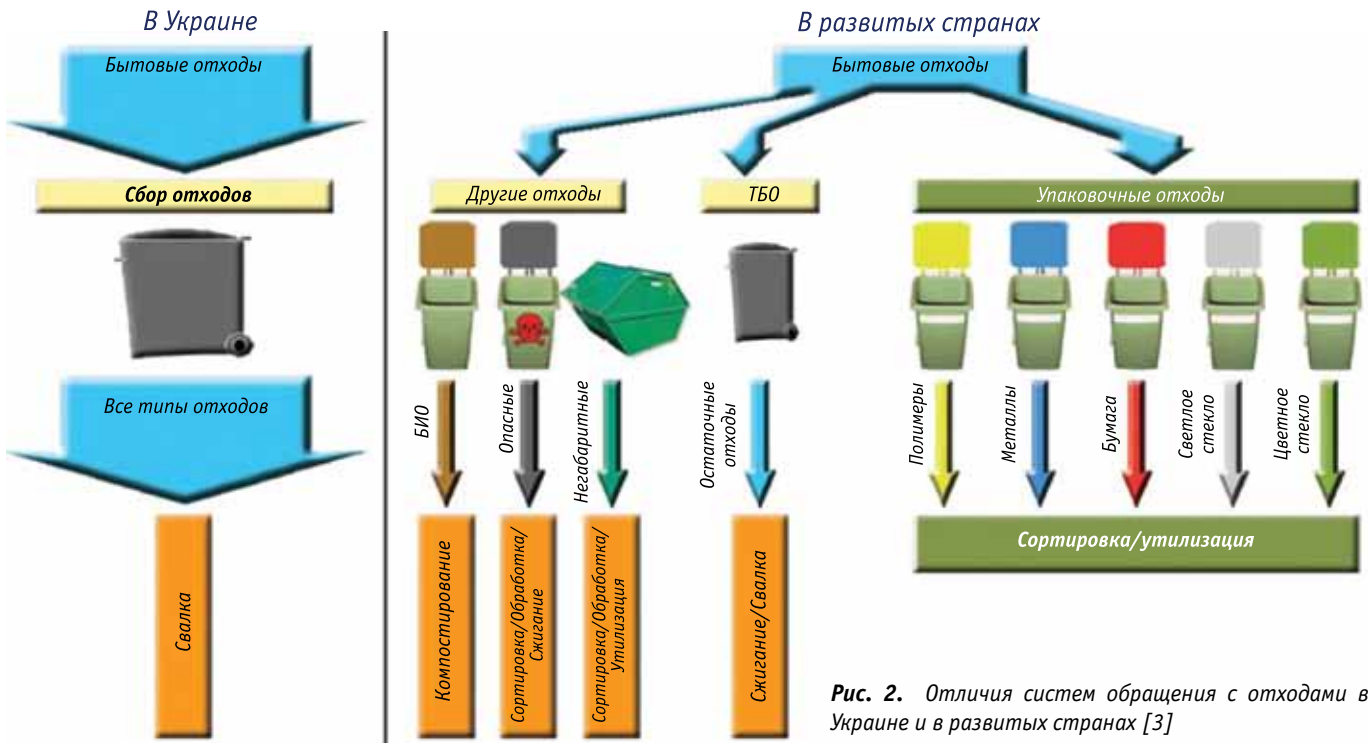 В Украине
Бытовые отходы
Сбор отходов
Все типы отходов
Свалка
В развитых странах
Бытовые отходы
Другие отходы
ТБО
Упаковочные отходы
БИО
Опасные
Негабаритные
Остаточные
отходы
Полимеры
Металлы
Бумага
Светлое
стекло
Цветное
стекло
Компостирование
Сортировка/Обработка/
Сжигание
Сортировка/Обработка/
Утилизация
Сжигание/Свалка
Сортировка/утилизация
Рис. 2. Отличия систем обращения с отходами в
Украине и в развитых странах [3]